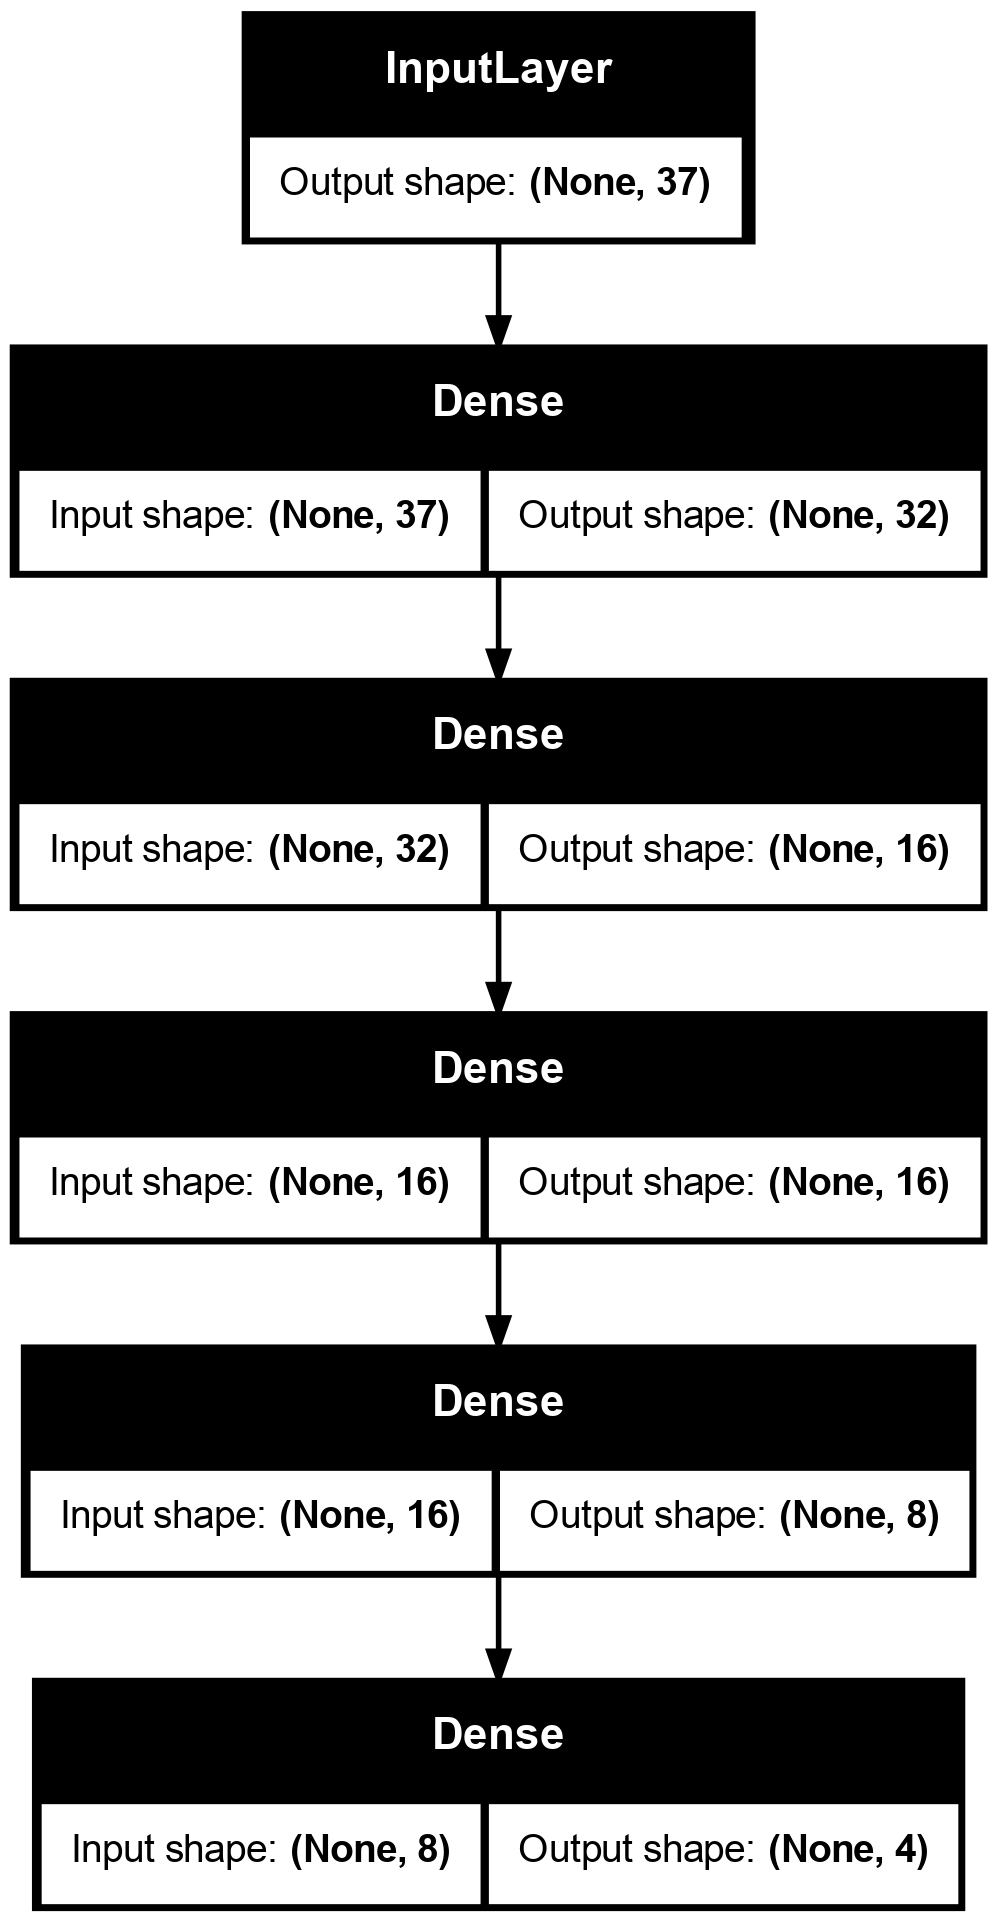 InputLayer
Output shape: (None, 37)
Dense
Input shape: (None, 37) Output shape: (None, 32)
Dense
Input shape: (None, 32) Output shape: (None, 16)
Dense
Input shape: (None, 16) Output shape: (None, 16)
Dense
Input shape: (None, 16) Output shape: (None, 8)
Dense
Input shape: (None, 8) Output shape: (None, 4)